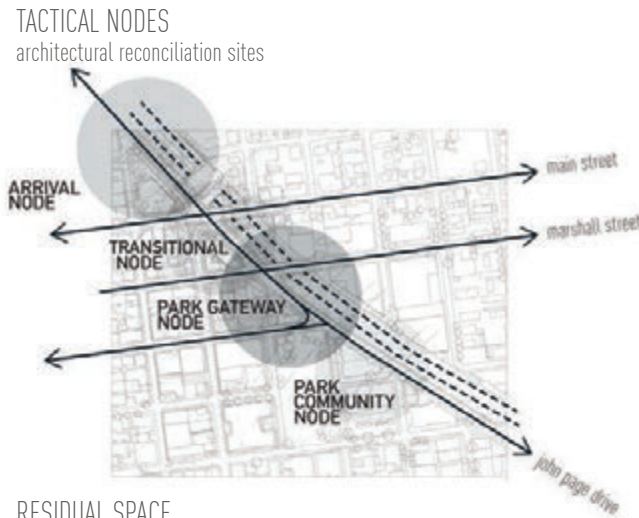 TACTICAL NODES
architectural reconciliation sites
ARRIVAL
NODE
main street
marshall street
TRANSITIONAL
NODE
PARK GATEWAY
NODE
PARK
COMMUNITY
NODE
john page drive
RESIDUAL SPACE